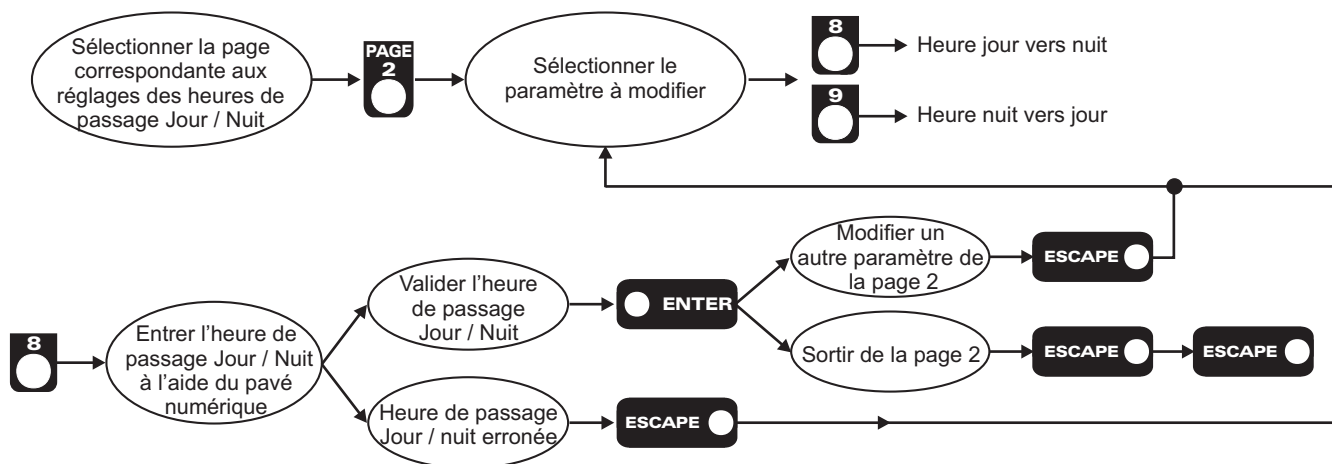 Sélectionner la page
correspondante aux
réglages des heures de
passage Jour / Nuit
PAGE
2
Sélectionner le
paramètre à modifier
8
Heure jour vers nuit
9
Heure nuit vers jour
8
Entrer l'heure de
passage Jour / Nuit
à l'aide du pavé
numérique
Valider l'heure
de passage
Jour / Nuit
ENTER
Modifier un
autre paramètre de
la page 2
ESCAPE
Sortir de la page 2
ESCAPE
ESCAPE
Heure de passage
Jour / nuit erronée
ESCAPE